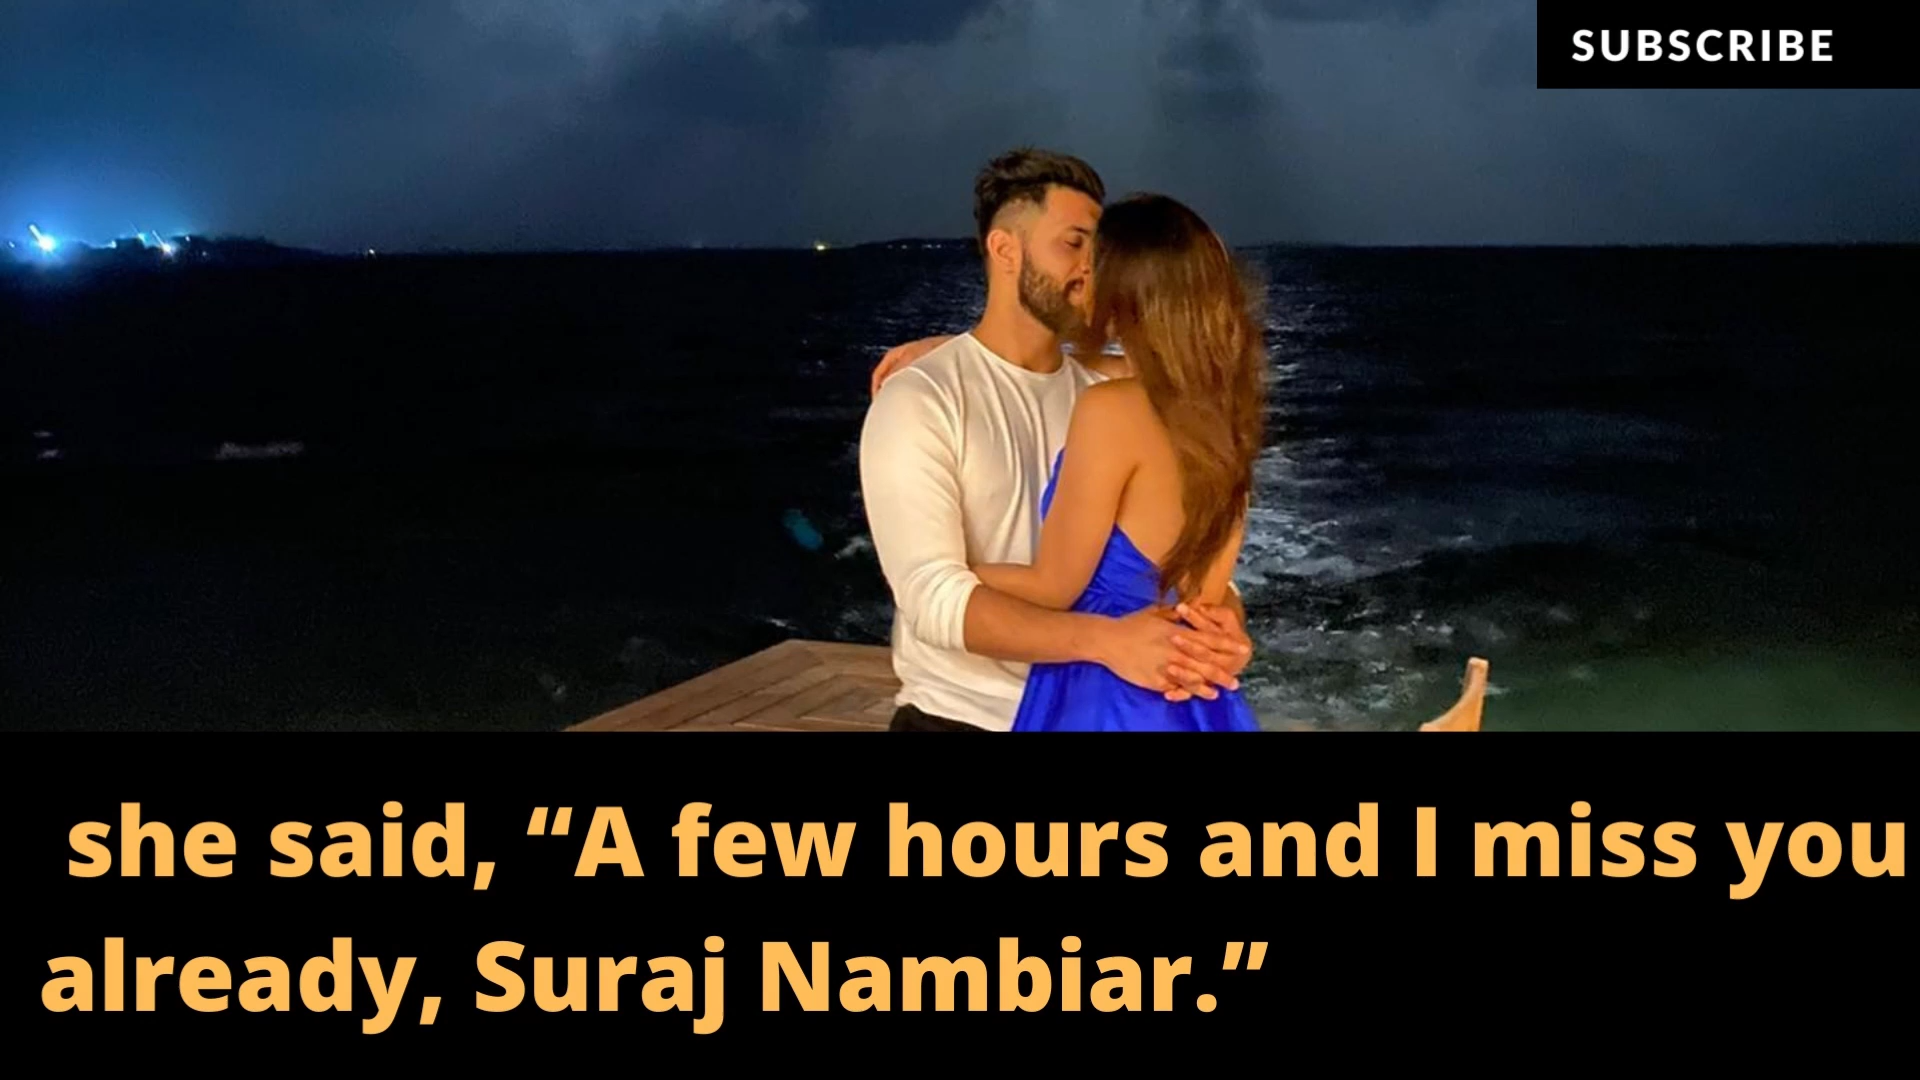 SUBSCRIBE
she said, “A few hours and I miss you
already, Suraj Nambiar.”